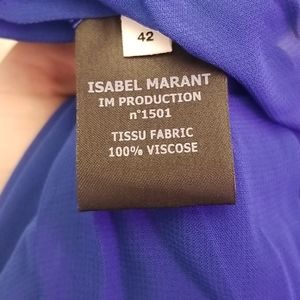 42
ISABEL MARANT
IM PRODUCTION
n°1501
TISSU FABRIC
100% VISCOSE